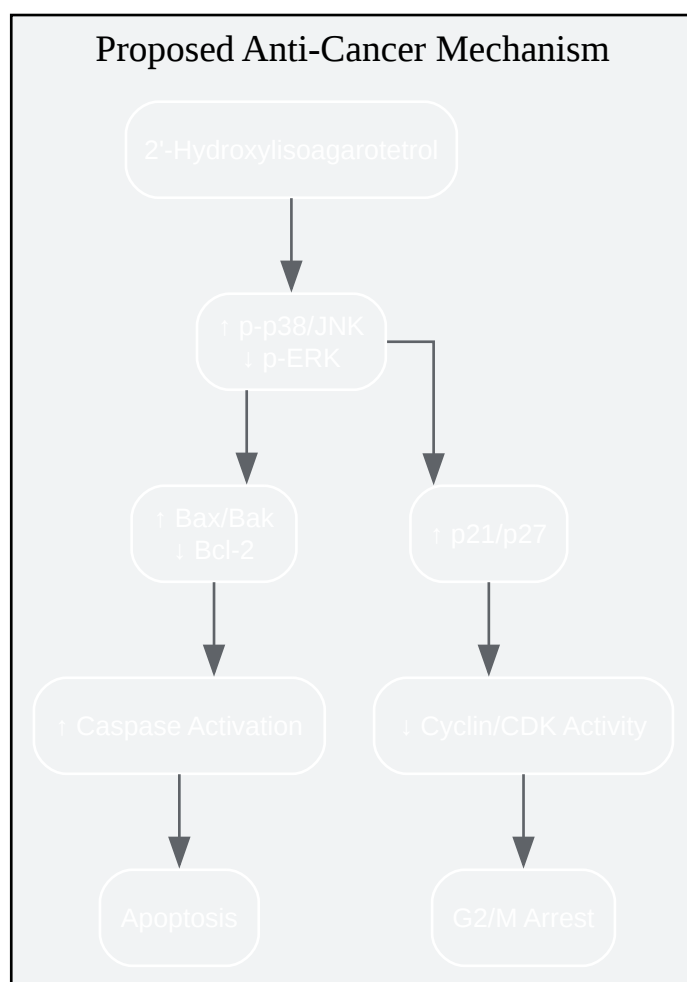 Proposed Anti-Cancer Mechanism
2'-Hydroxylisoagarotetrol
↑ p-p38/JNK
↓ p-ERK
↑ Bax/Bak
↓ Bcl-2
↑ p21/p27
↑ Caspase Activation
↓ Cyclin/CDK Activity
Apoptosis
G2/M Arrest